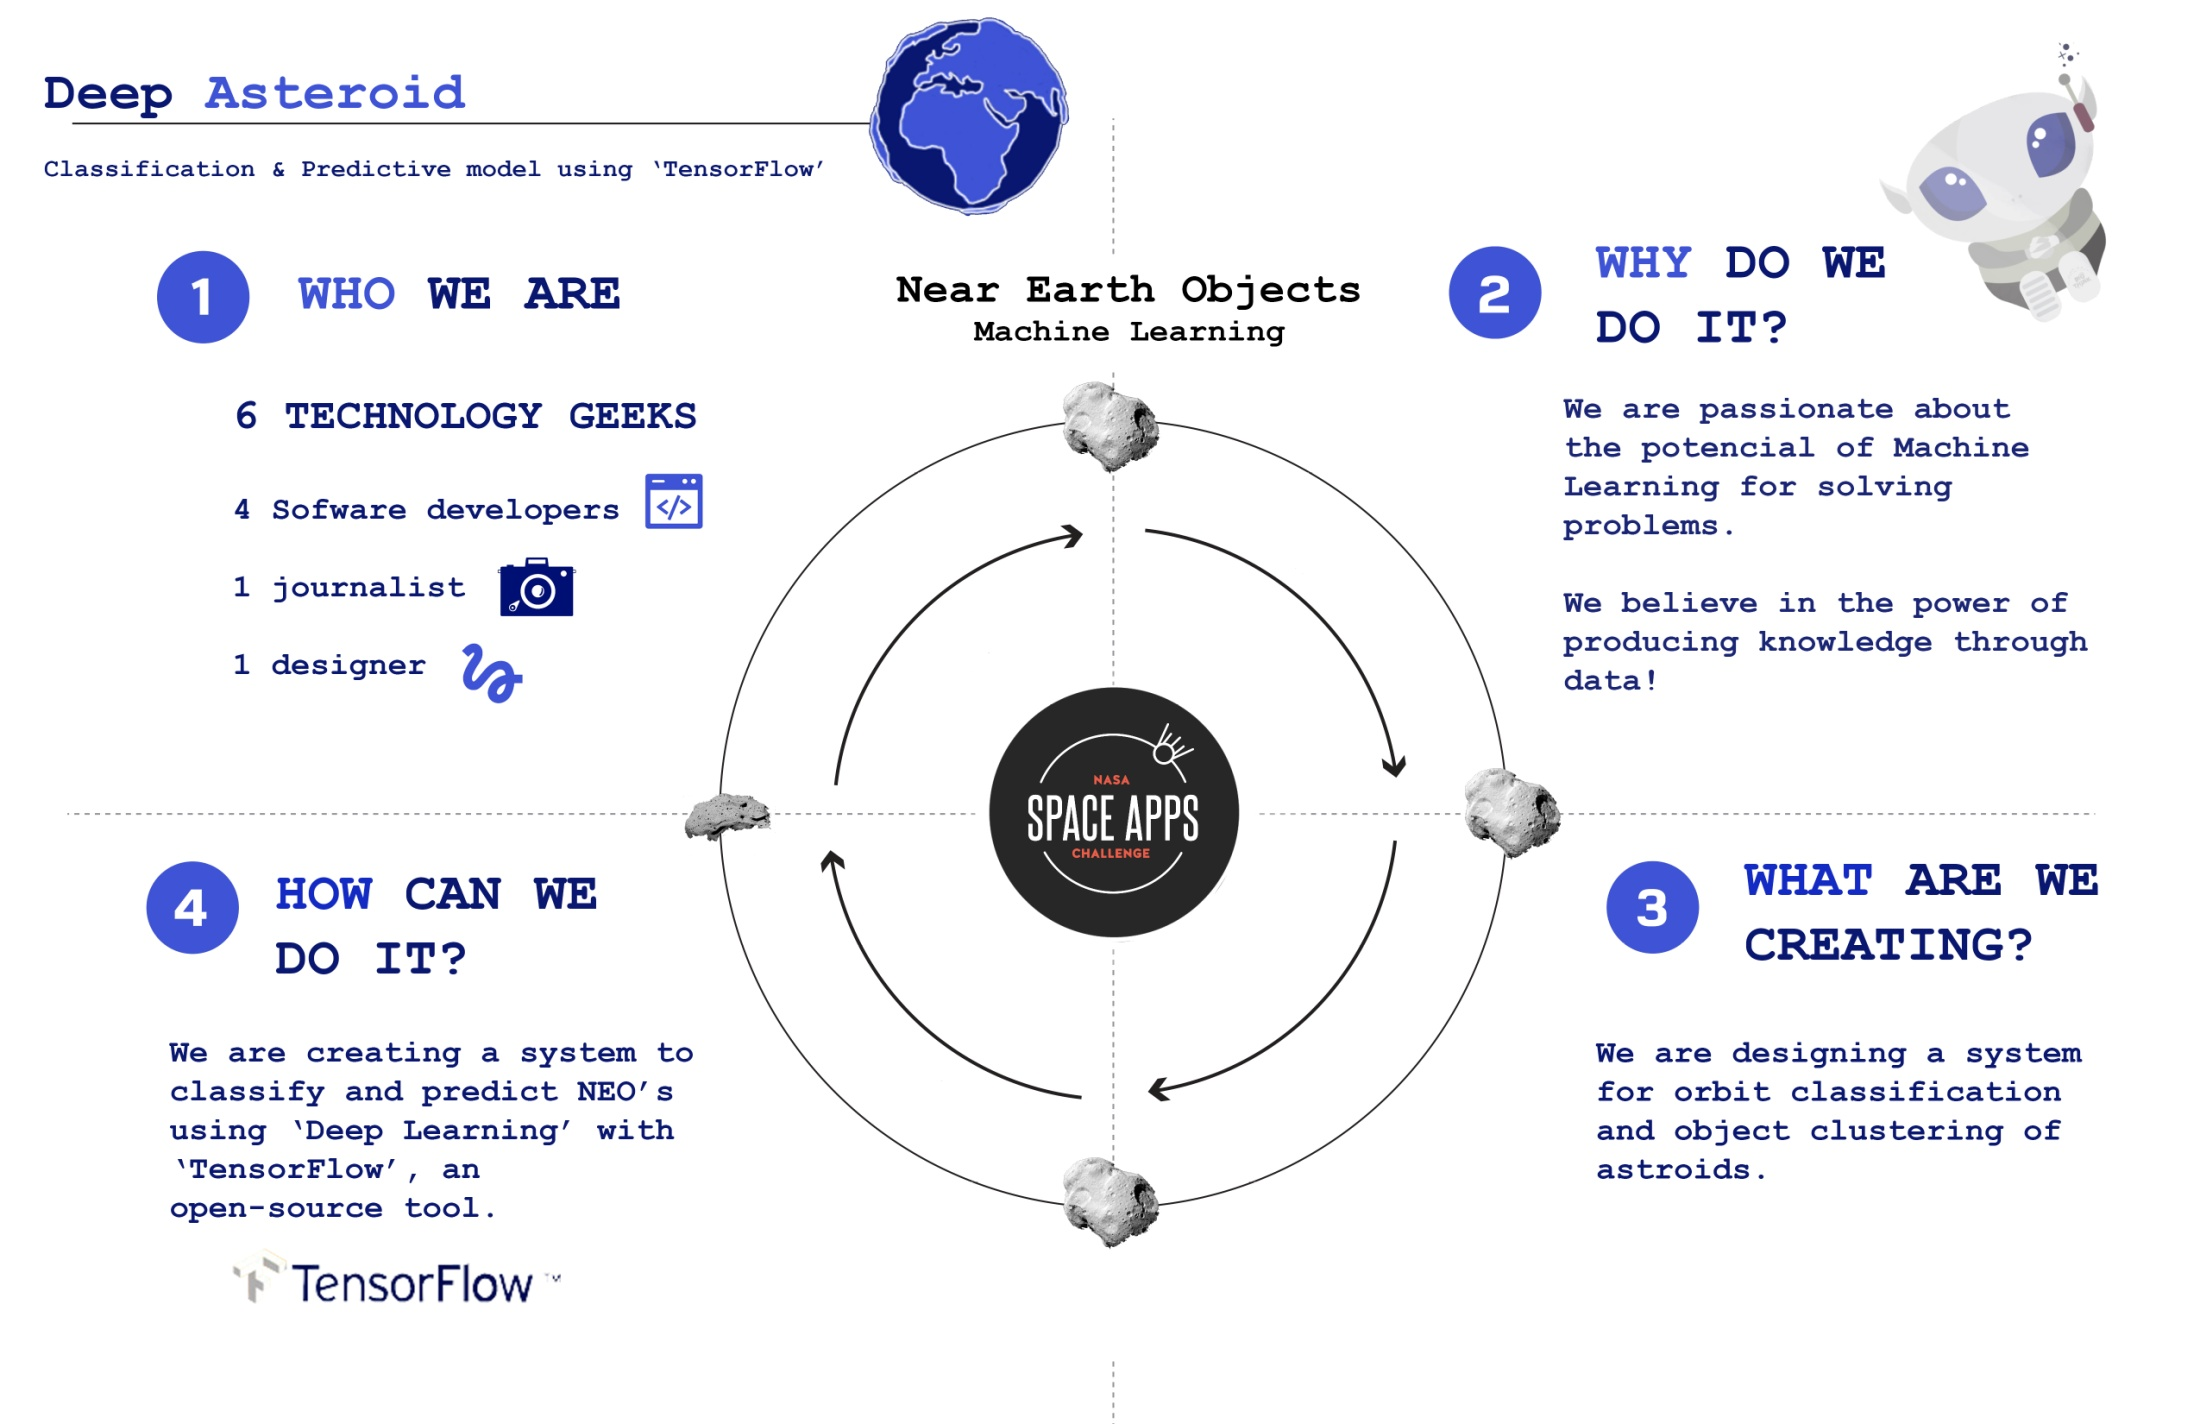 Deep Asteroid
Classification & Predictive model using ‘TensorFlow’
Near Earth Objects
Machine Learning
1
WHO WE ARE
6 TECHNOLOGY GEEKS
4 Sofware developers
</>
1 journalist
1 designer
2
WHY DO WE
DO IT?
We are passionate about
the potencial of Machine
Learning for solving
problems.
We believe in the power of
producing knowledge through
data!
NASA
SPACE APPS
CHALLENGE
3
WHAT ARE WE
CREATING?
We are designing a system
for orbit classification
and object clustering of
astroids.
4
HOW CAN WE
DO IT?
We are creating a system to
classify and predict NEO’s
using ‘Deep Learning’ with
‘TensorFlow’, an
open-source tool.
TensorFlow™